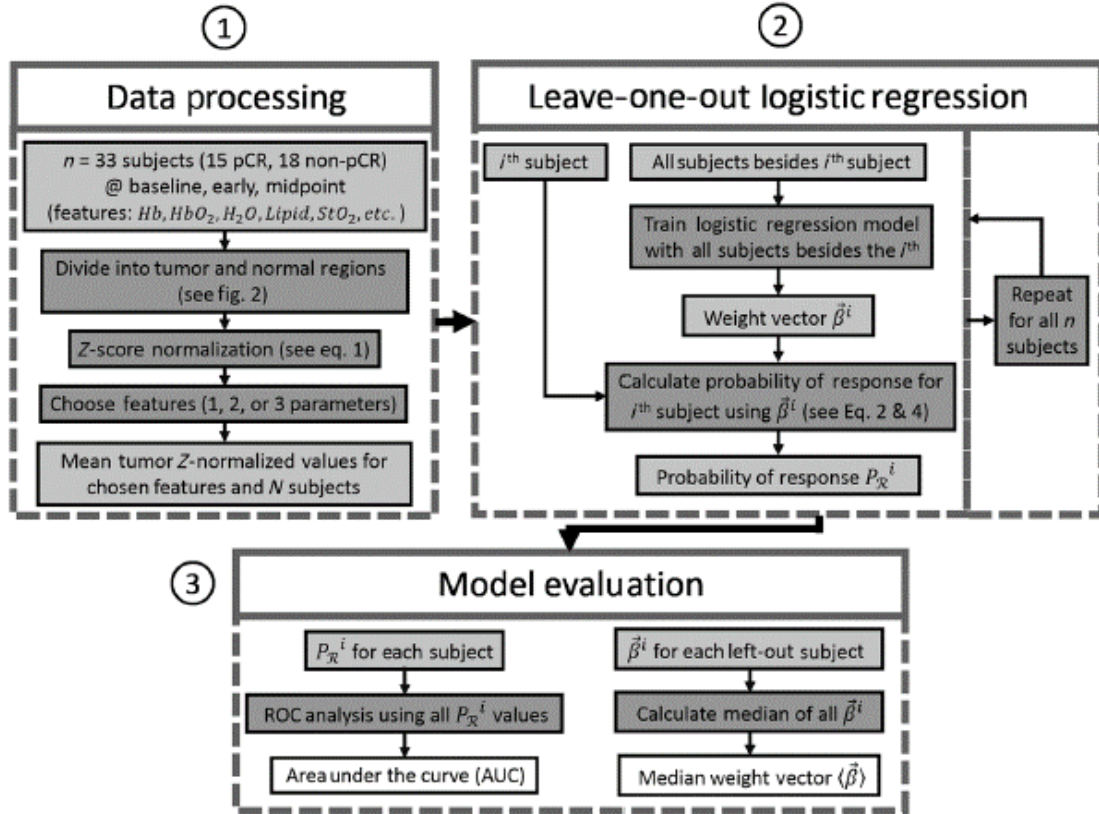 ①
Data processing
n = 33 subjects (15 pCR, 18 non-pCR)
@ baseline, early, midpoint
(features: Hb, HbO₂, H₂O, Lipid, StO₂, etc.)
Divide into tumor and normal regions
(see fig. 2)
Z-score normalization (see eq. 1)
Choose features (1, 2, or 3 parameters)
Mean tumor Z-normalized values for
chosen features and N subjects
②
Leave-one-out logistic regression
iᵗʰ subject
All subjects besides iᵗʰ subject
Train logistic regression model
with all subjects besides the iᵗʰ
Weight vector β⃗ⁱ
Calculate probability of response for
iᵗʰ subject using β⃗ⁱ (see Eq. 2 & 4)
Probability of response P_ℛⁱ
Repeat
for all n
subjects
③
Model evaluation
P_ℛⁱ for each subject
ROC analysis using all P_ℛⁱ values
Area under the curve (AUC)
β⃗ⁱ for each left-out subject
Calculate median of all β⃗ⁱ
Median weight vector ⟨β⃗⟩